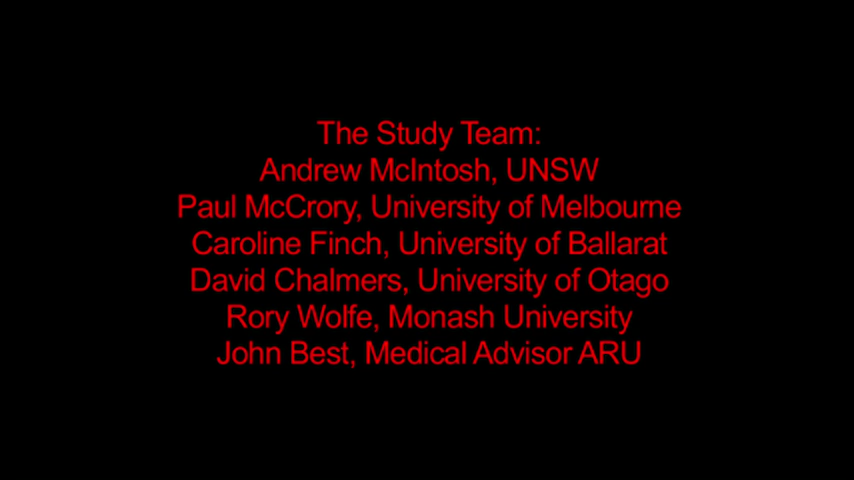 The Study Team:
Andrew McIntosh, UNSW
Paul McCrory, University of Melbourne
Caroline Finch, University of Ballarat
David Chalmers, University of Otago
Rory Wolfe, Monash University
John Best, Medical Advisor ARU